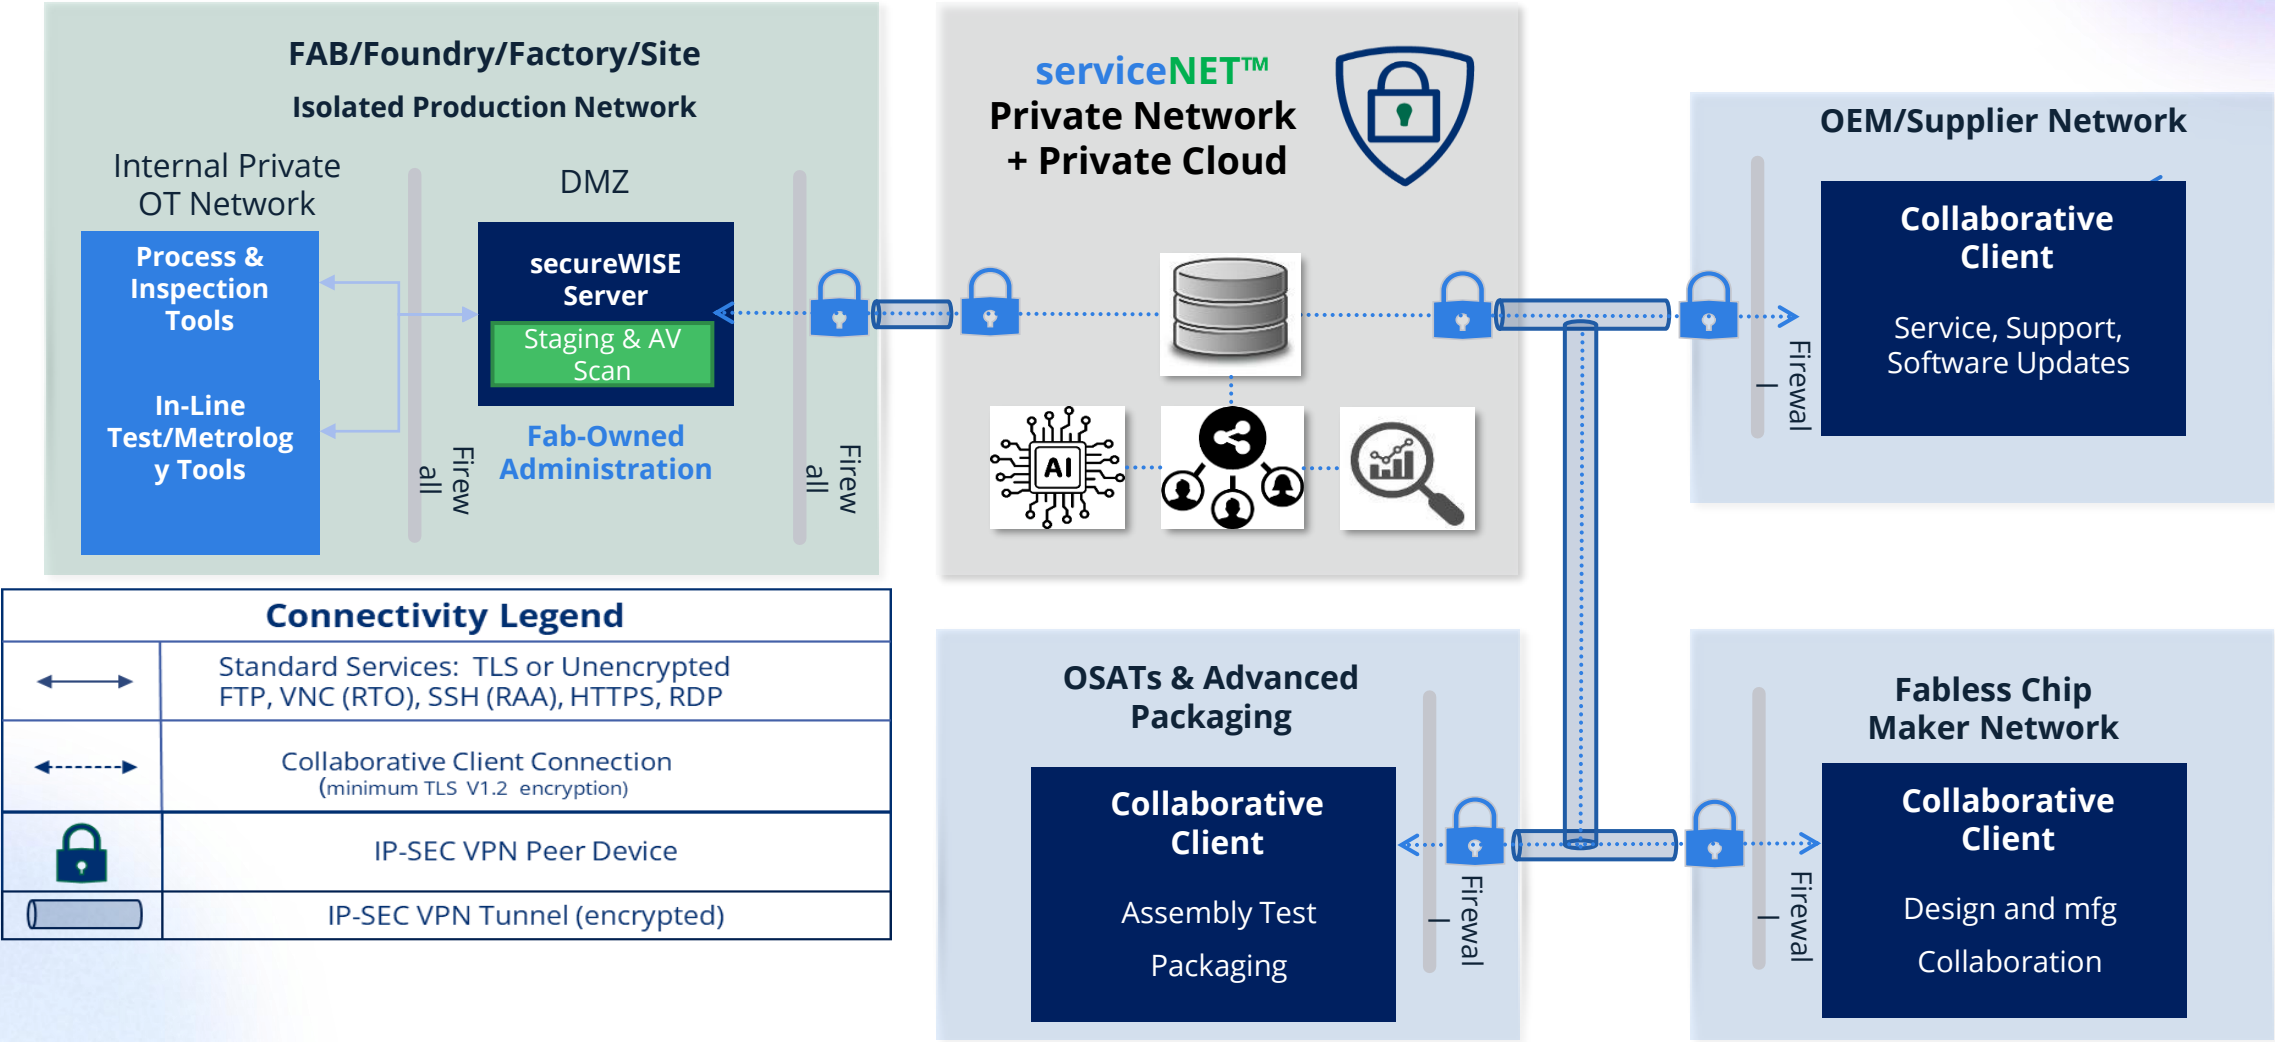 FAB/Foundry/Factory/Site
Isolated Production Network
Internal Private
OT Network
Process &
Inspection
Tools
In-Line
Test/Metrolog
y Tools
Firew
all
DMZ
secureWISE
Server
Staging & AV
Scan
Fab-Owned
Administration
Firew
all
serviceNET™
Private Network
+ Private Cloud
AI
OEM/Supplier Network
Firewal
l
Collaborative
Client
Service, Support,
Software Updates
Connectivity Legend
Standard Services: TLS or Unencrypted
FTP, VNC (RTO), SSH (RAA), HTTPS, RDP
Collaborative Client Connection
(minimum TLS V1.2 encryption)
IP-SEC VPN Peer Device
IP-SEC VPN Tunnel (encrypted)
OSATs & Advanced
Packaging
Collaborative
Client
Assembly Test
Packaging
Firewal
l
Fabless Chip
Maker Network
Firewal
l
Collaborative
Client
Design and mfg
Collaboration